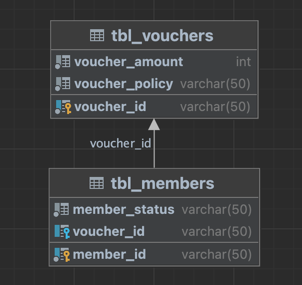 tbl_vouchers
voucher_amount int
voucher_policy varchar(50)
voucher_id varchar(50)
voucher_id
tbl_members
member_status varchar(50)
voucher_id varchar(50)
member_id varchar(50)